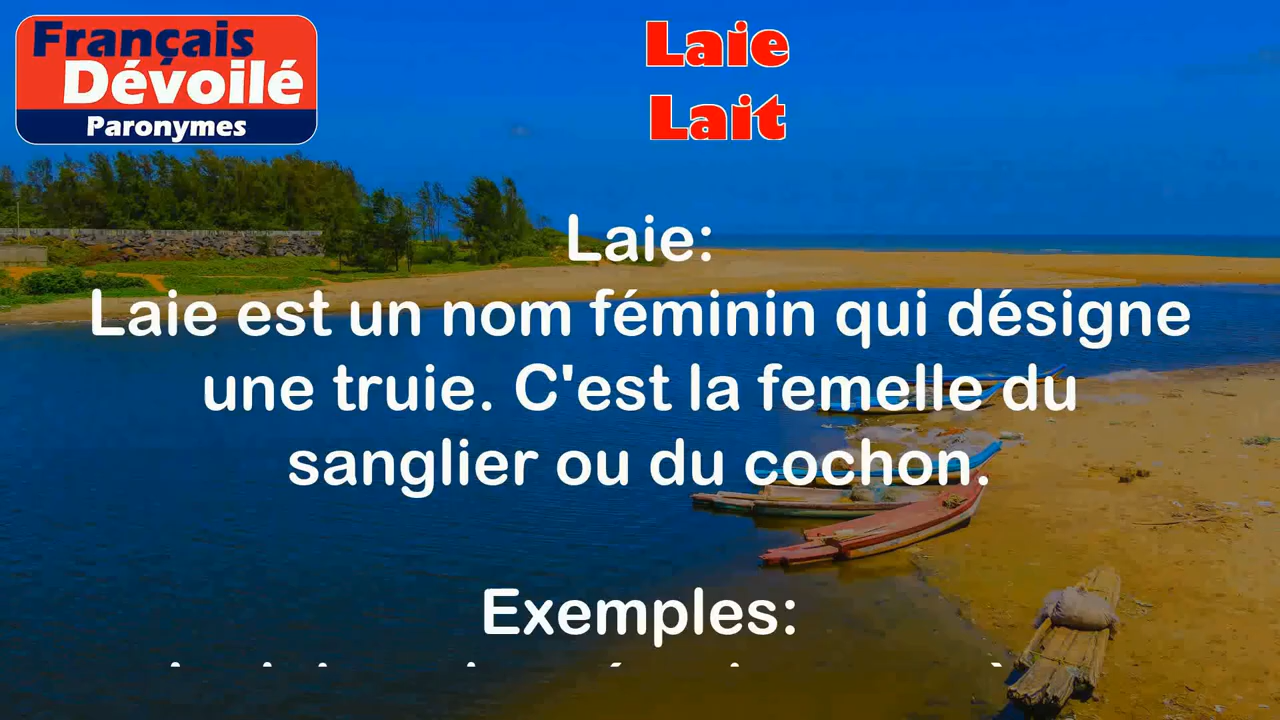 Français
Dévoilé
Paronymes
Laie
Lait
Laie:
Laie est un nom féminin qui désigne
une truie. C'est la femelle du
sanglier ou du cochon.
Exemples: